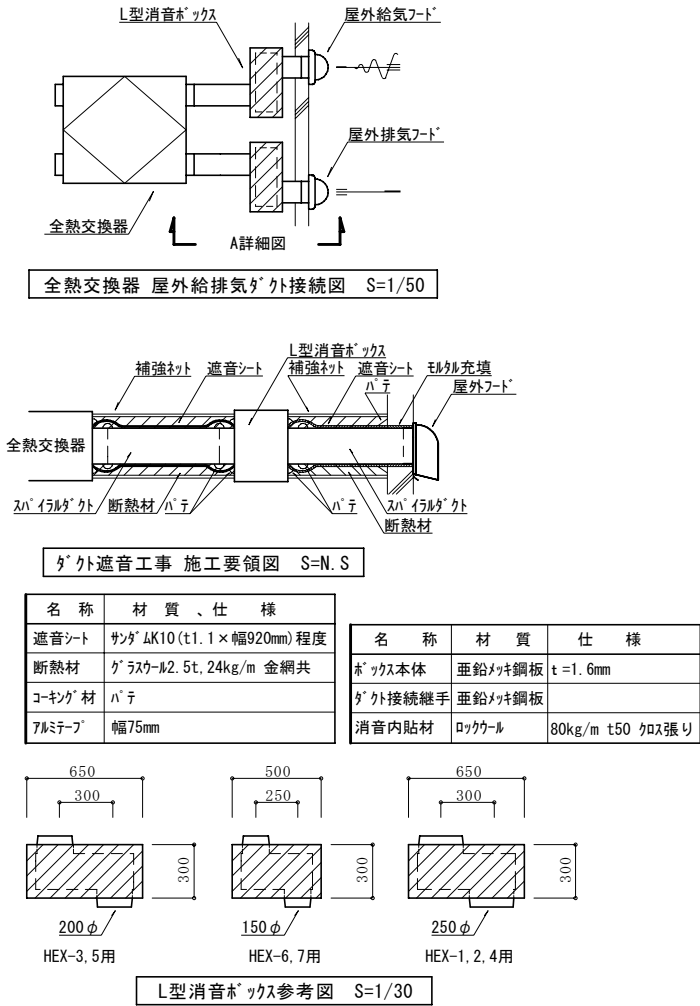 L型消音ボックス
屋外給気フード
屋外排気フード
全熱交換器
A詳細図
全熱交換器 屋外給排気ダクト接続図 S=1/50
L型消音ボックス
補強ネット 遮音シート 補強ネット 遮音シート モルタル充填
パテ 屋外フード
全熱交換器
スパイラルダクト 断熱材 パテ パテ スパイラルダクト
断熱材
ダクト遮音工事 施工要領図 S=N.S
名 称 材 質 、仕 様
遮音シート サンダムK10(t1.1×幅920mm)程度
断熱材 グラスウール2.5t,24kg/m 金網共
コーキング材 パテ
アルミテープ 幅75mm
名 称 材 質 仕 様
ボックス本体 亜鉛メッキ鋼板 t=1.6mm
ダクト接続継手 亜鉛メッキ鋼板
消音内貼材 ロックウール 80kg/m t50 クロス張り
650 500 650
300 250 300
300 300 300
200φ 150φ 250φ
HEX-3,5用 HEX-6,7用 HEX-1,2,4用
L型消音ボックス参考図 S=1/30